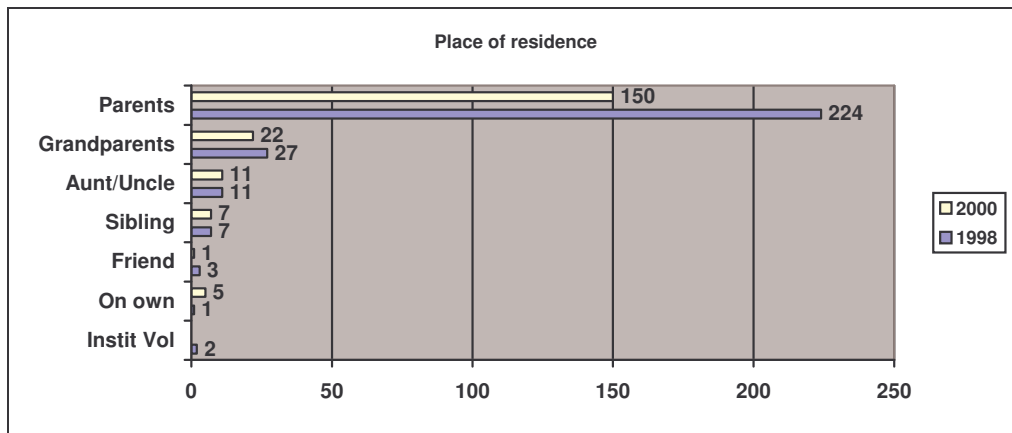 Place of residence
Parents
150
224
Grandparents
22
27
Aunt/Uncle
11
11
Sibling
7
7
Friend
1
3
On own
5
1
Instit Vol
2
0 50 100 150 200 250
2000
1998